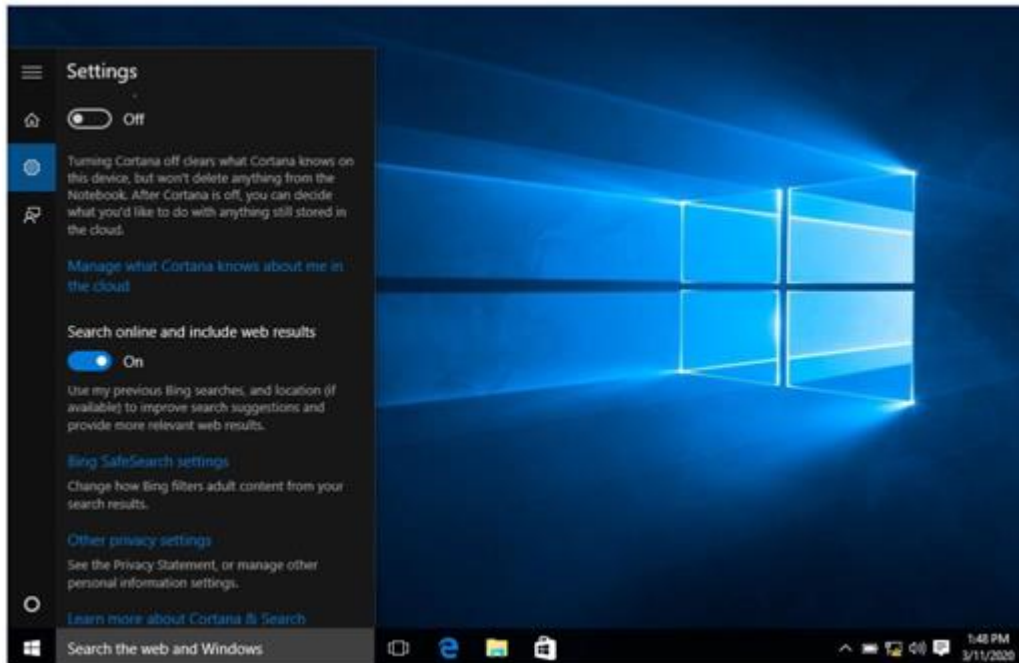 Settings
Off
Turning Cortana off clears what Cortana knows on
this device, but won't delete anything from the
Notebook. After Cortana is off, you can decide
what you'd like to do with anything still stored in
the cloud.
Manage what Cortana knows about me in
the cloud
Search online and include web results
On
Use my previous Bing searches, and location (if
available) to improve search suggestions and
provide more relevant web results.
Bing SafeSearch settings
Change how Bing filters adult content from your
search results.
Other privacy settings
See the Privacy Statement, or manage other
personal information settings.
Learn more about Cortana & Search
Search the web and Windows
1:48 PM
3/11/2020